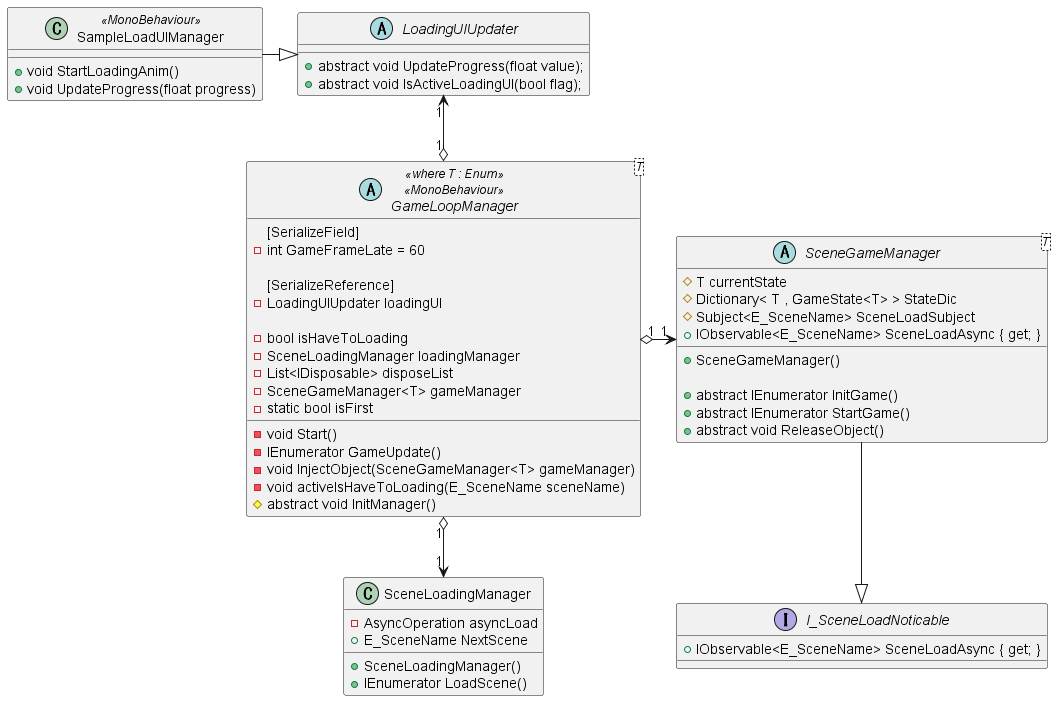 C
«MonoBehaviour»
SampleLoadUIManager
void StartLoadingAnim()
void UpdateProgress(float progress)
A
LoadingUIUpdater
abstract void UpdateProgress(float value);
abstract void IsActiveLoadingUI(bool flag);
1
1
T
A
«where T : Enum»
«MonoBehaviour»
GameLoopManager
[SerializeField]
int GameFrameLate = 60
[SerializeReference]
LoadingUIUpdater loadingUI
bool isHaveToLoading
SceneLoadingManager loadingManager
List<IDisposable> disposeList
SceneGameManager<T> gameManager
static bool isFirst
void Start()
IEnumerator GameUpdate()
void InjectObject(SceneGameManager<T> gameManager)
void activeIsHaveToLoading(E_SceneName sceneName)
abstract void InitManager()
1 1
T
A
SceneGameManager
T currentState
Dictionary< T , GameState<T> > StateDic
Subject<E_SceneName> SceneLoadSubject
IObservable<E_SceneName> SceneLoadAsync { get; }
SceneGameManager()
abstract IEnumerator InitGame()
abstract IEnumerator StartGame()
abstract void ReleaseObject()
1
1
C
SceneLoadingManager
AsyncOperation asyncLoad
E_SceneName NextScene
SceneLoadingManager()
IEnumerator LoadScene()
I
I_SceneLoadNoticable
IObservable<E_SceneName> SceneLoadAsync { get; }